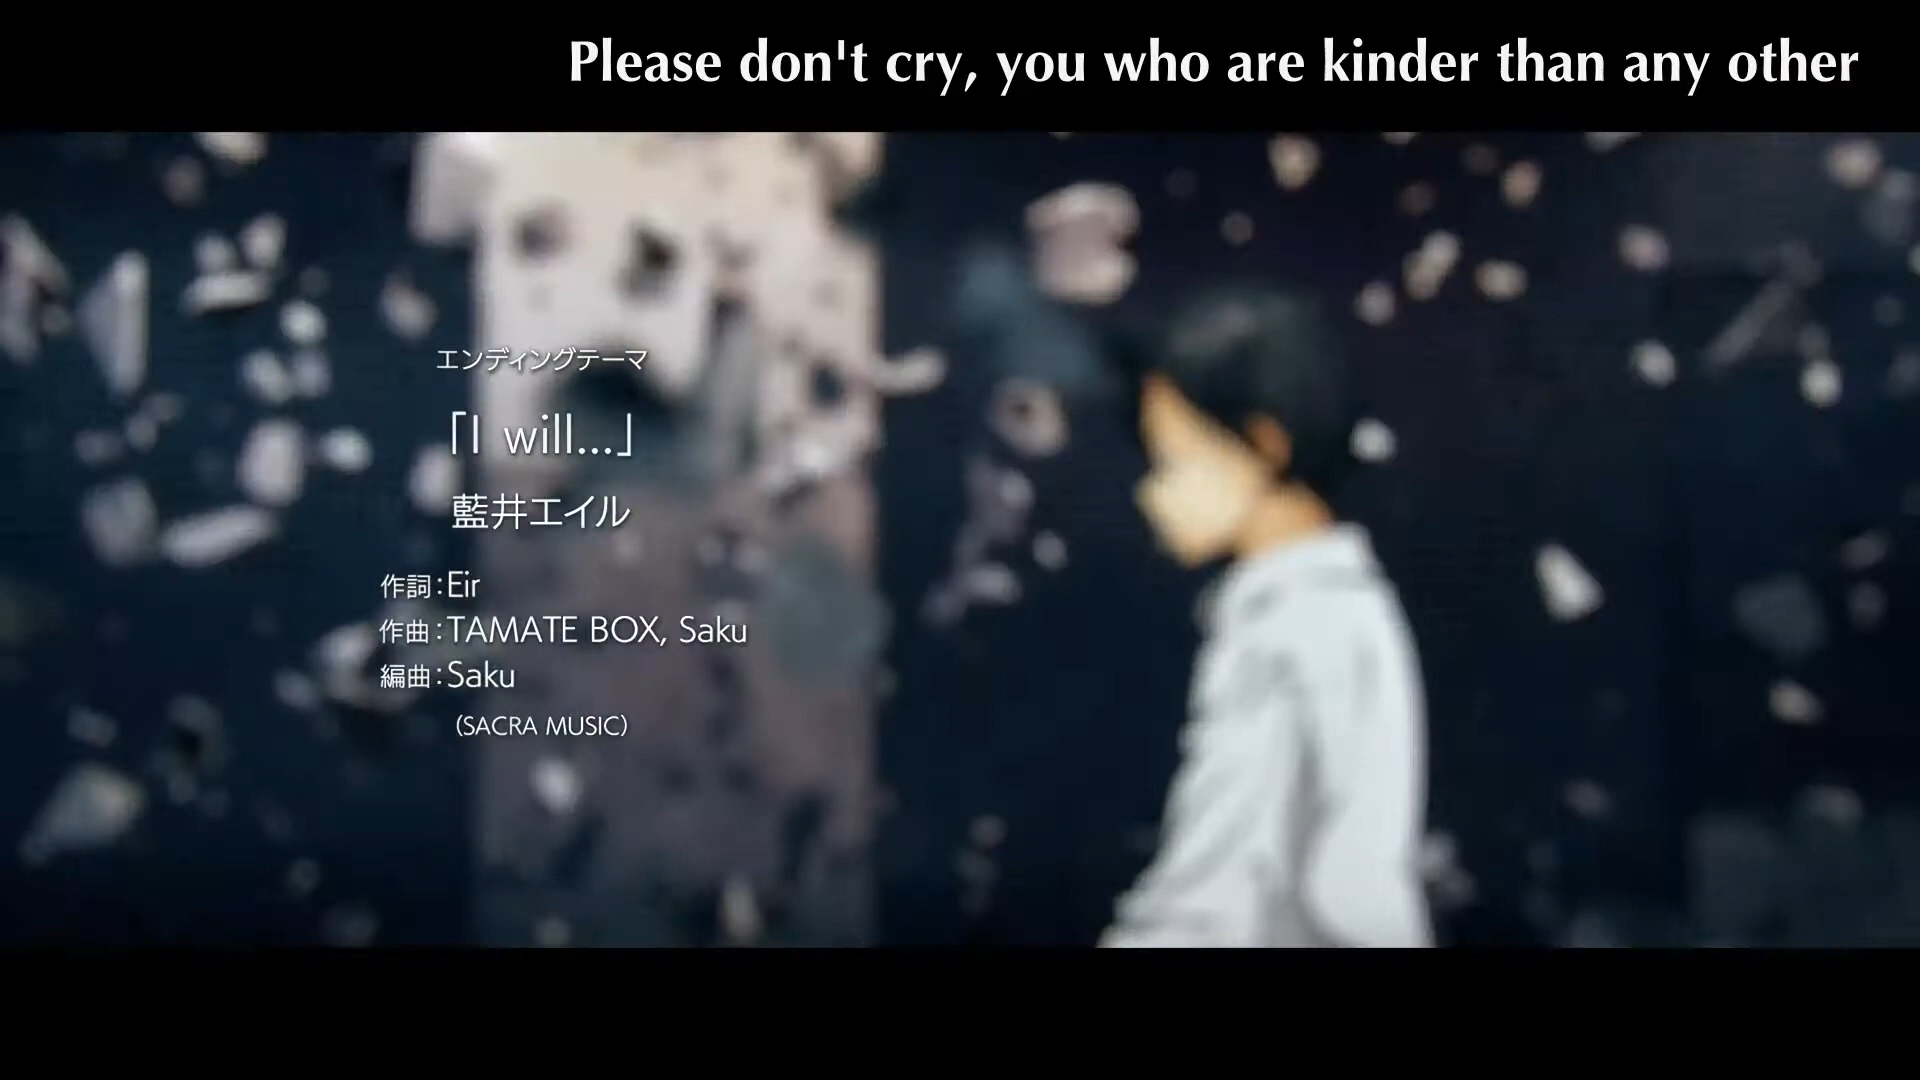 Please don't cry, you who are kinder than any other
エンディングテーマ
「I will...」
藍井エイル
作詞：Eir
作曲：TAMATE BOX, Saku
編曲：Saku
(SACRA MUSIC)